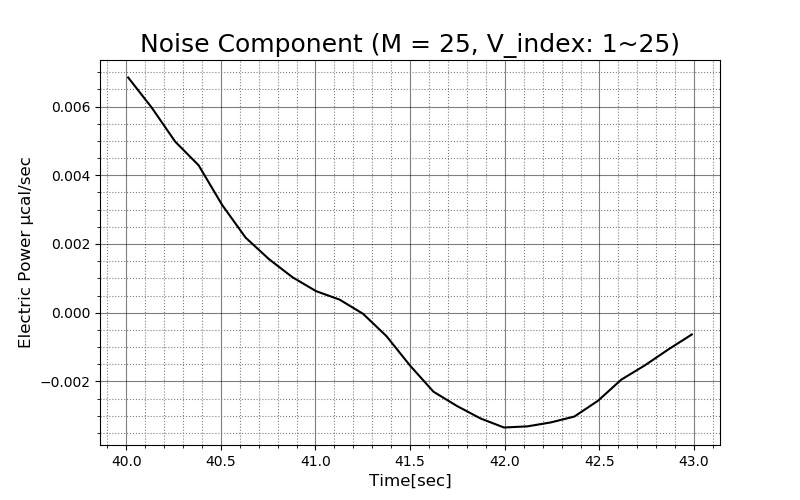 Noise Component (M = 25, V_index: 1~25)
Electric Power μcal/sec
0.006
0.004
0.002
0.000
−0.002
40.0 40.5 41.0 41.5 42.0 42.5 43.0
Time[sec]